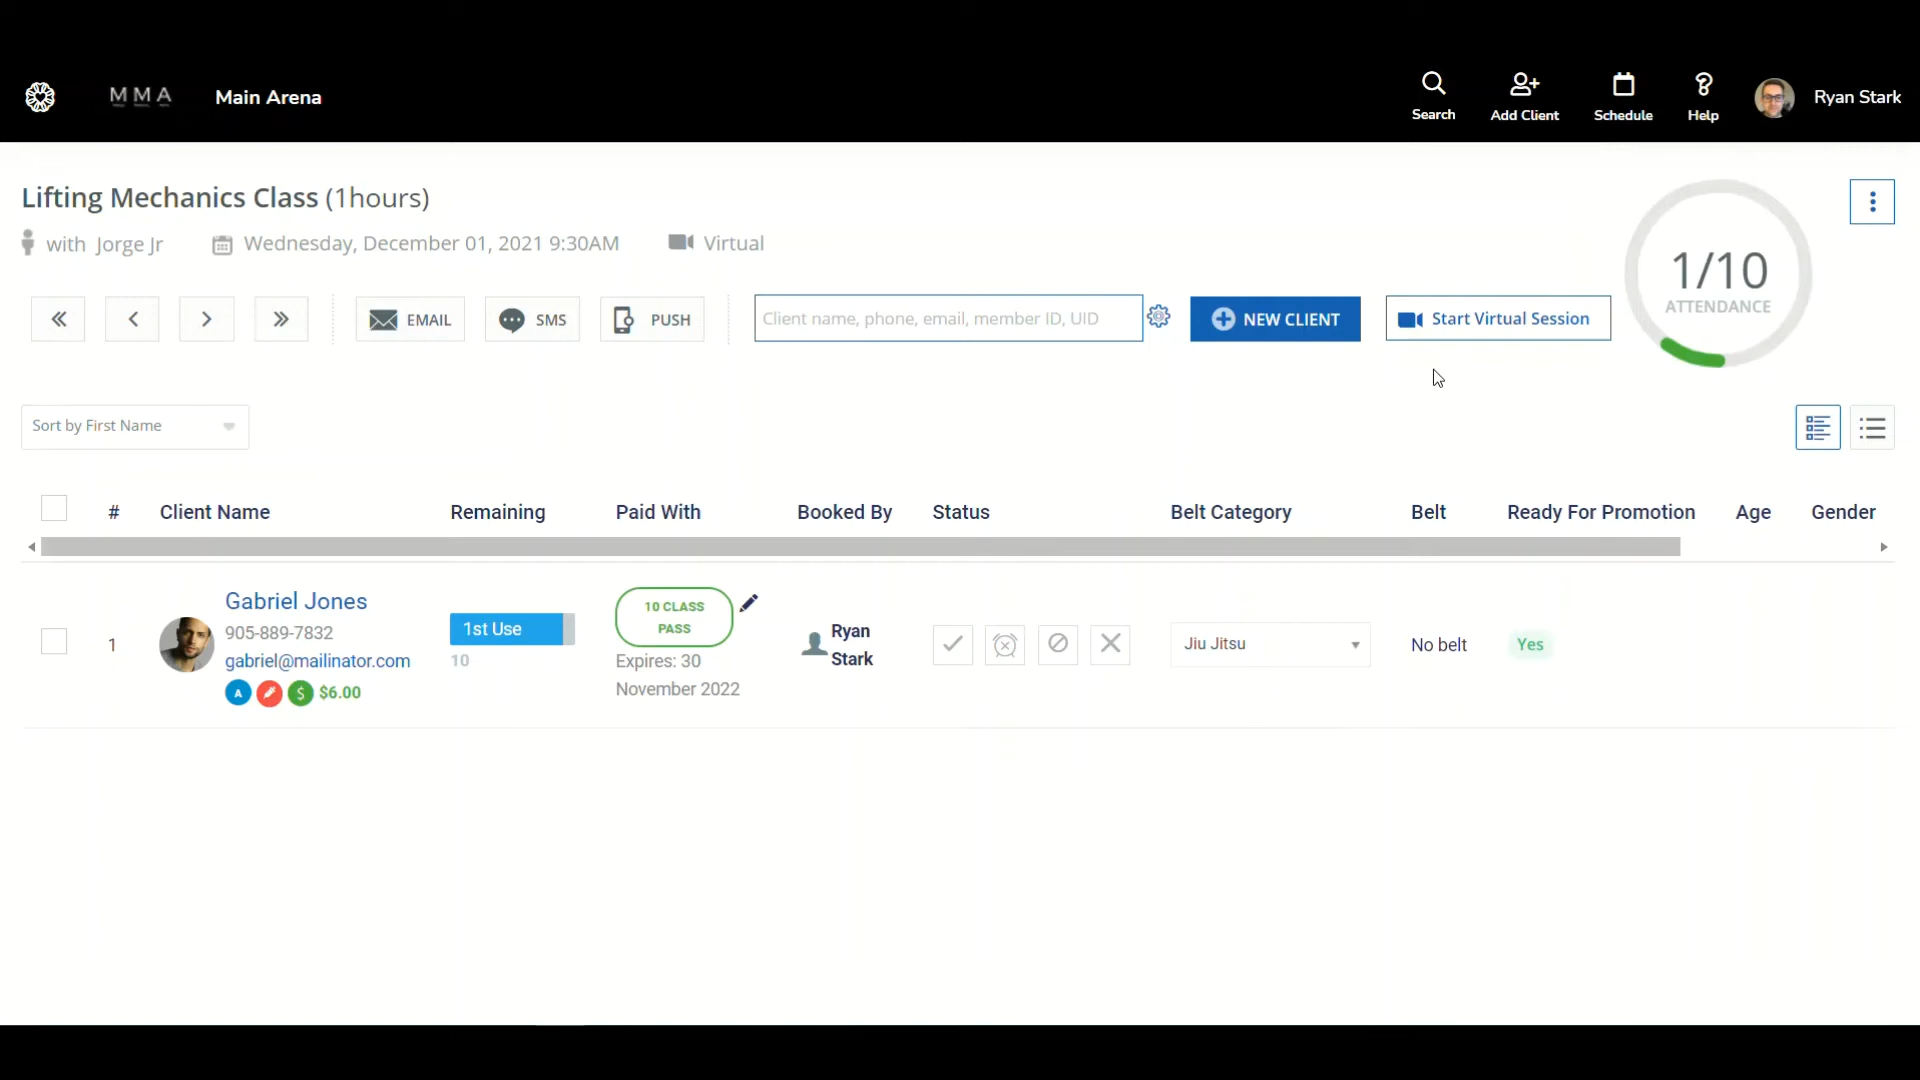 MMA
Main Arena
Search
Add Client
Schedule
Help
Ryan Stark
Lifting Mechanics Class (1hours)
with Jorge Jr
Wednesday, December 01, 2021 9:30AM
Virtual
1/10
ATTENDANCE
EMAIL
SMS
PUSH
Client name, phone, email, member ID, UID
NEW CLIENT
Start Virtual Session
Sort by First Name
# Client Name Remaining Paid With Booked By Status Belt Category Belt Ready For Promotion Age Gender
1
Gabriel Jones
905-889-7832
gabriel@mailinator.com
A $ $6.00
1st Use
10
10 CLASS
PASS
Expires: 30
November 2022
Ryan
Stark
Jiu Jitsu
No belt
Yes